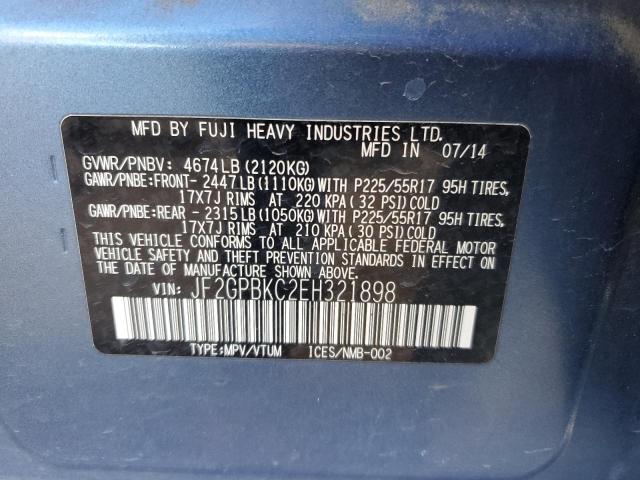 MFD BY FUJI HEAVY INDUSTRIES LTD.
MFD IN 07/14
GVWR/PNBV: 4674LB(2120KG)
GAWR/PNBE:FRONT- 2447LB(1110KG)WITH P225/55R17 95H TIRES,
17X7J RIMS AT 220 KPA(32 PSI)COLD
GAWR/PNBE:REAR - 2315LB(1050KG)WITH P225/55R17 95H TIRES,
17X7J RIMS AT 210 KPA(30 PSI)COLD
THIS VEHICLE CONFORMS TO ALL APPLICABLE FEDERAL MOTOR
VEHICLE SAFETY AND THEFT PREVENTION STANDARDS IN EFFECT
ON THE DATE OF MANUFACTURE SHOWN ABOVE.
VIN: JF2GPBKC2EH321898
TYPE:MPV/VTUM ICES/NMB-002